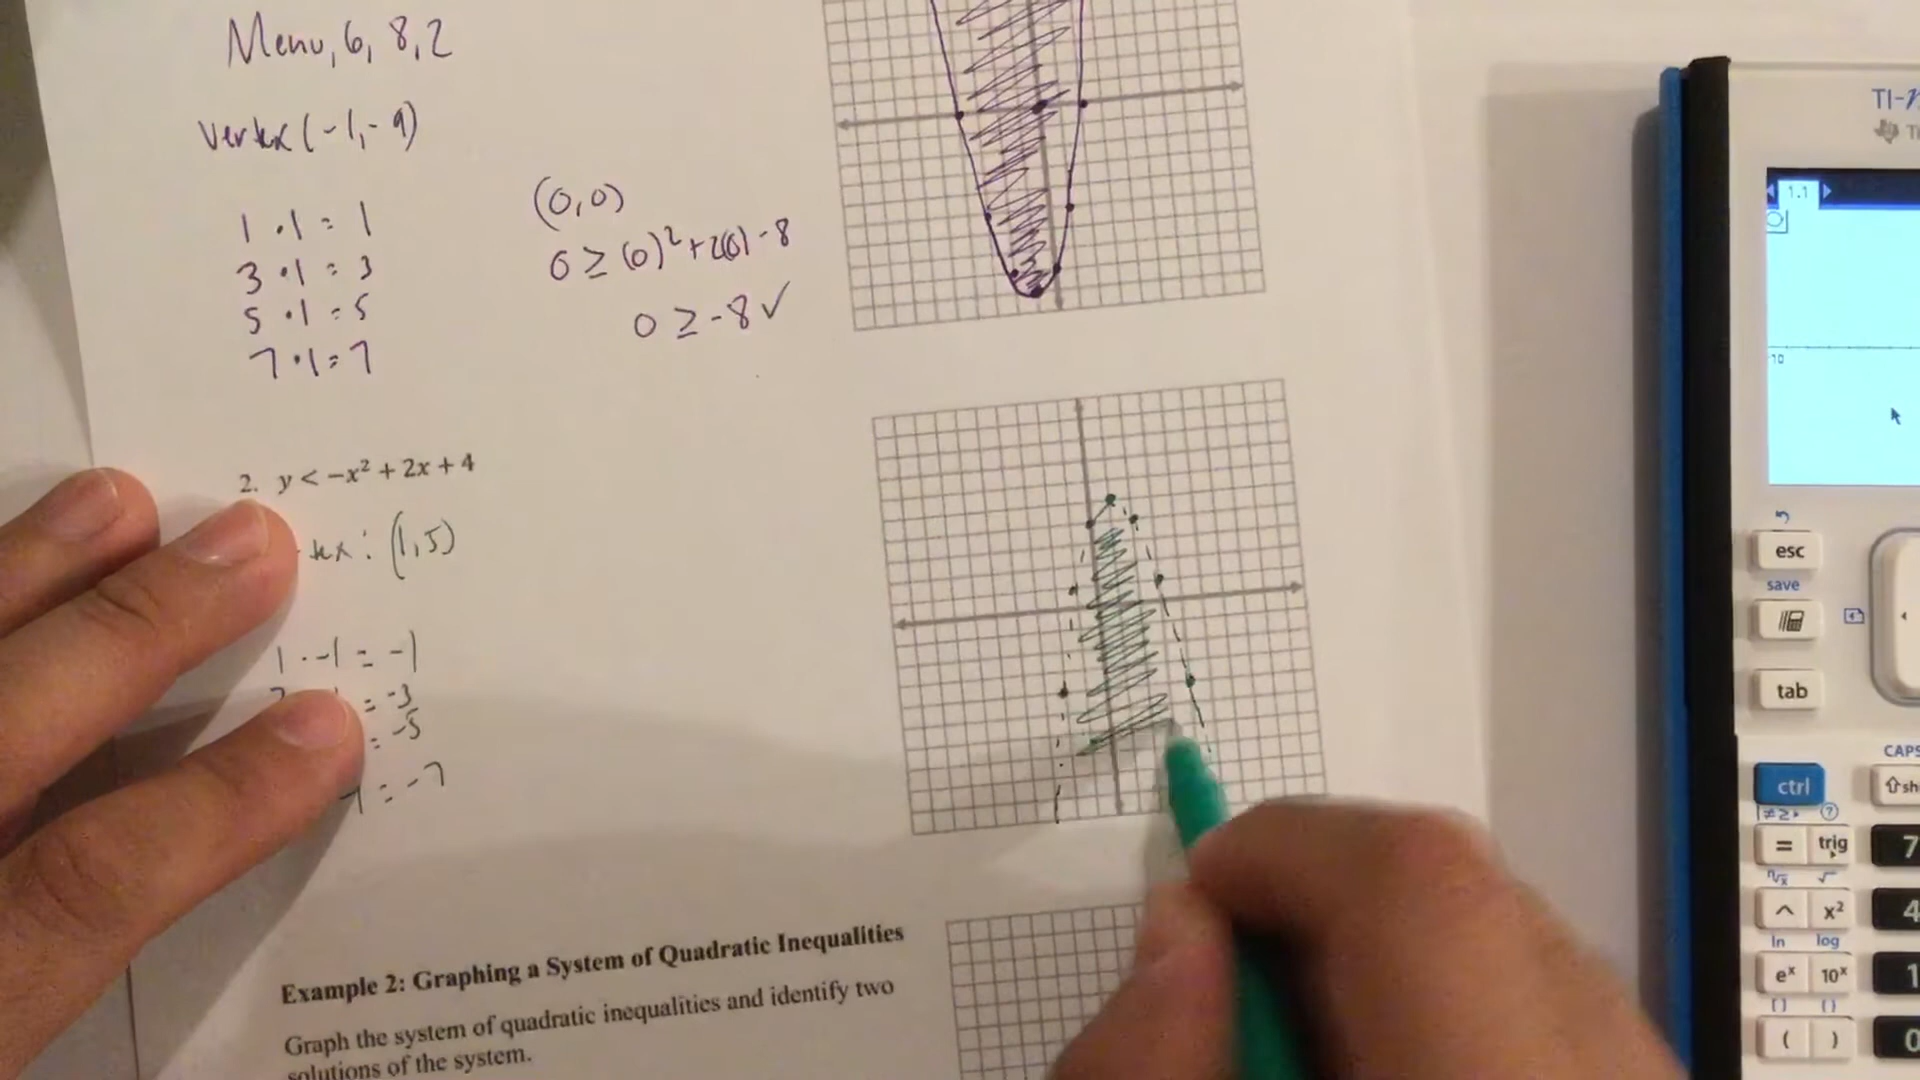 Menu, 6, 8, 2
vertex (-1, -9)
1 · 1 = 1
3 · 1 = 3
5 · 1 = 5
7 · 1 = 7
(0,0)
0 ≥ (0)² + 2(0) - 8
0 ≥ -8 ✓
2. y < −x² + 2x + 4
: (1,5)
1 · -1 = -1
= -3
= -5
= -7
Example 2: Graphing a System of Quadratic Inequalities
Graph the system of quadratic inequalities and identify two
solutions of the system.
TI-
1.1
10
esc
save
tab
CAPS
ctrl
sh
= trig
7
^ x²
4
ln log
eˣ 10ˣ
1
[ ] { }
( )
0